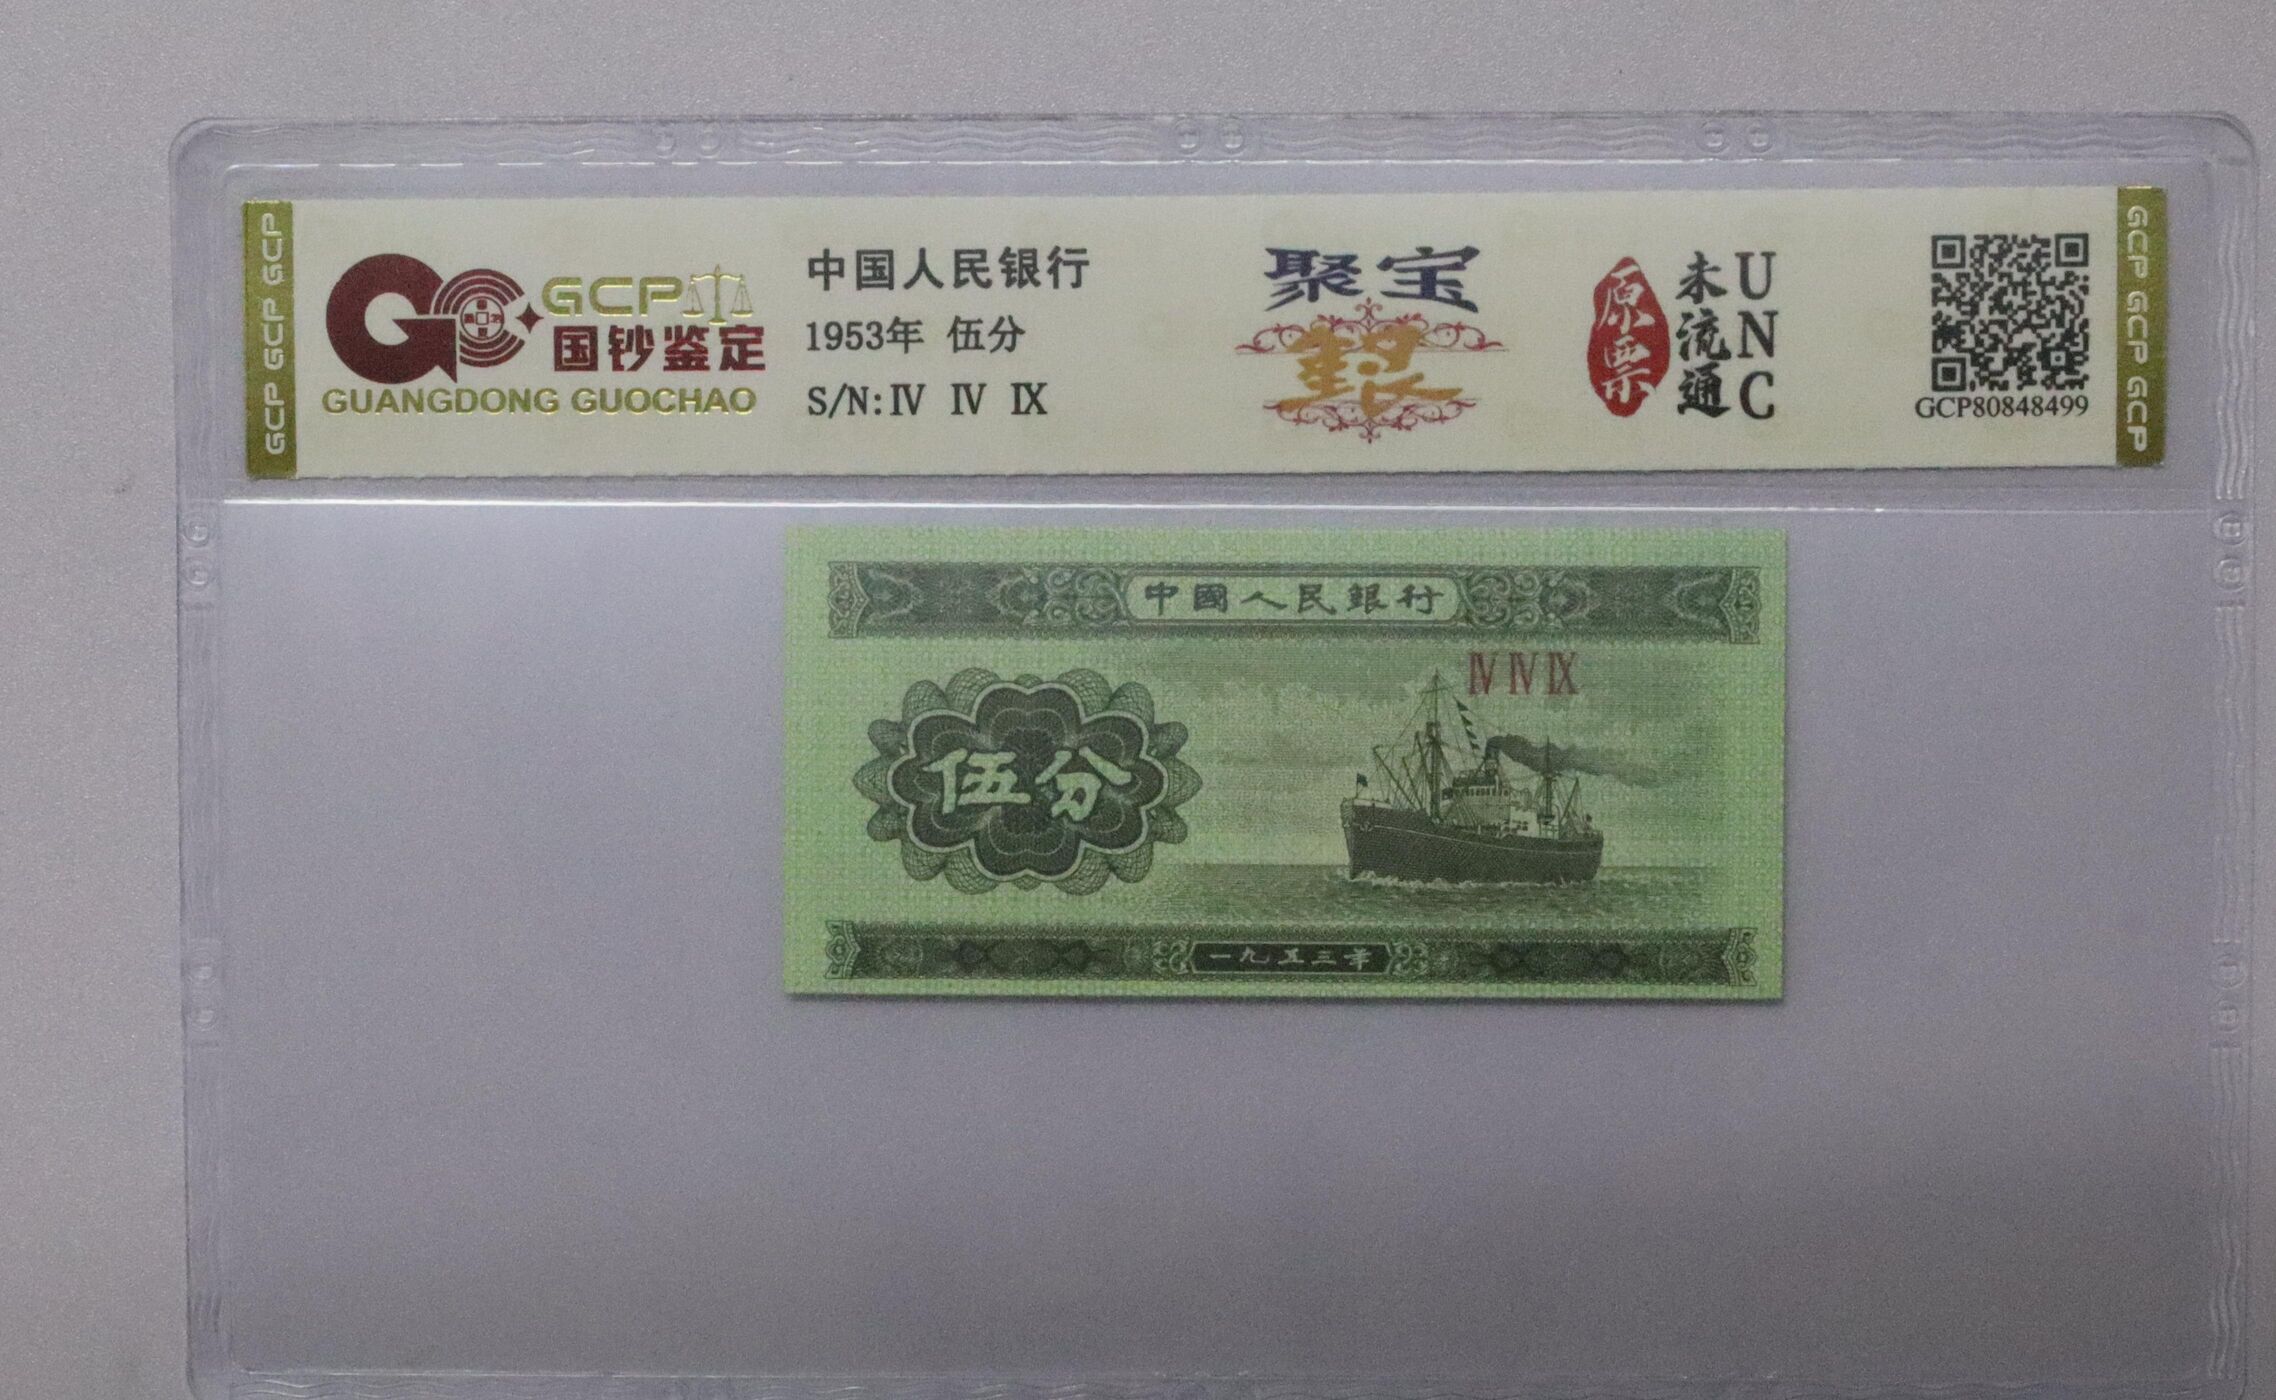 GCP GCP GCP
GCP
国钞鉴定
GUANGDONG GUOCHAO
中国人民银行
1953年 伍分
S/N:Ⅳ Ⅳ Ⅸ
聚宝
原票
未流通
UNC
GCP80848499
GCP GCP GCP
中國人民銀行
Ⅳ Ⅳ Ⅸ
伍分
一九五三年